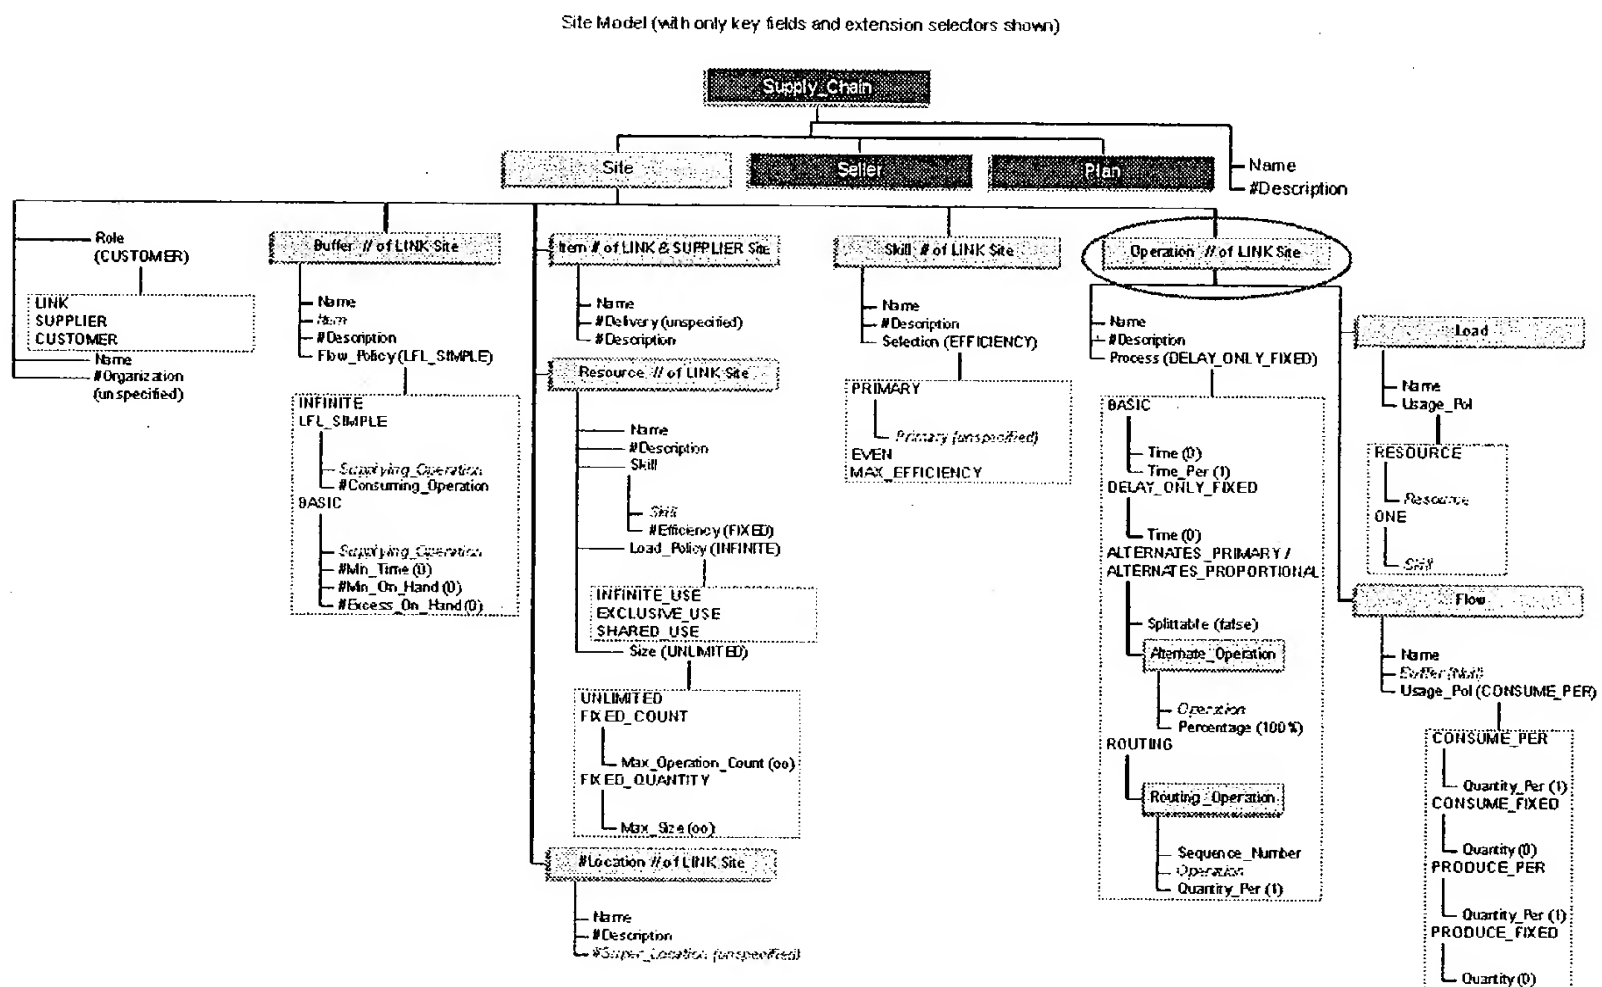 Site Model (with only key fields and extension selectors shown)
Supply_Chain
Site
Seller
Plan
Name
#Description
Role
(CUSTOMER)
LINK
SUPPLIER
CUSTOMER
Name
#Organization
(unspecified)
Buffer // of LINK Site
Name
Item
#Description
Flow_Policy (LFL_SIMPLE)
INFINITE
LFL_SIMPLE
Supplying_Operation
#Consuming_Operation
BASIC
Supplying_Operation
#Min_Time (0)
#Min_On_Hand (0)
#Excess_On_Hand (0)
Item # of LINK & SUPPLIER Site
Name
#Delivery (unspecified)
#Description
Resource // of LINK Site
Name
#Description
Skill
Skill
#Efficiency (FIXED)
Load_Policy (INFINITE)
INFINITE_USE
EXCLUSIVE_USE
SHARED_USE
Size (UNLIMITED)
UNLIMITED
FIXED_COUNT
Max_Operation_Count (oo)
FIXED_QUANTITY
Max_Size (oo)
#Location // of LINK Site
Name
#Description
#Super_Location (unspecified)
Skill # of LINK Site
Name
#Description
Selection (EFFICIENCY)
PRIMARY
Primary (unspecified)
EVEN
MAX_EFFICIENCY
Operation // of LINK Site
Name
#Description
Process (DELAY_ONLY_FIXED)
BASIC
Time (0)
Time_Per (1)
DELAY_ONLY_FIXED
Time (0)
ALTERNATES_PRIMARY /
ALTERNATES_PROPORTIONAL
Splittable (false)
Alternate_Operation
Operation
Percentage (100%)
ROUTING
Routing_Operation
Sequence_Number
Operation
Quantity_Per (1)
Load
Name
Usage_Pol
RESOURCE
Resource
ONE
Skill
Flow
Name
Buffer (Null)
Usage_Pol (CONSUME_PER)
CONSUME_PER
Quantity_Per (1)
CONSUME_FIXED
Quantity (0)
PRODUCE_PER
Quantity_Per (1)
PRODUCE_FIXED
Quantity (0)